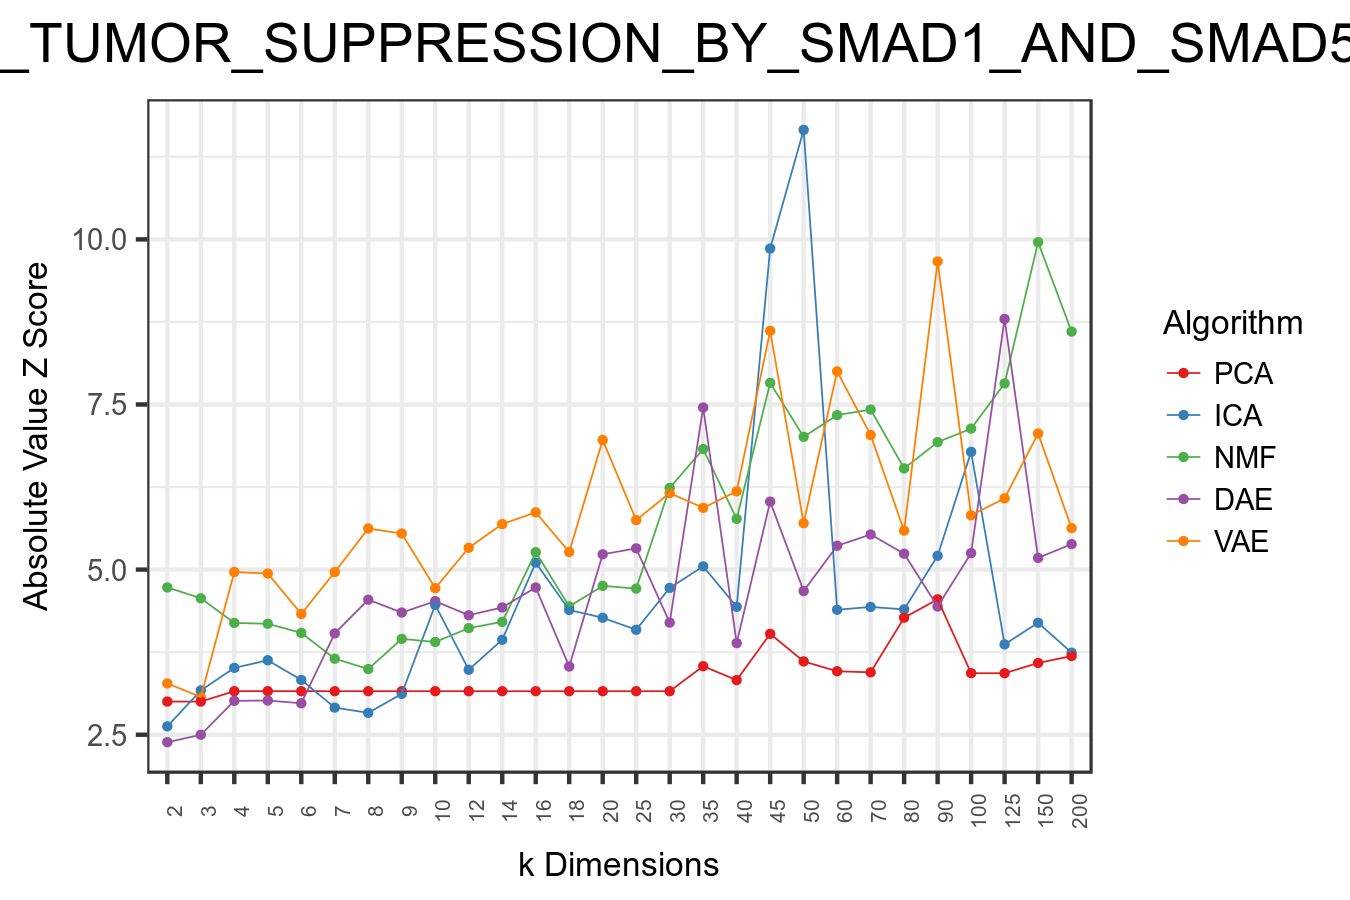 _TUMOR_SUPPRESSION_BY_SMAD1_AND_SMAD5
Absolute Value Z Score
10.0
7.5
5.0
2.5
2 3 4 5 6 7 8 9 10 12 14 16 18 20 25 30 35 40 45 50 60 70 80 90 100 125 150 200
k Dimensions
Algorithm
PCA
ICA
NMF
DAE
VAE